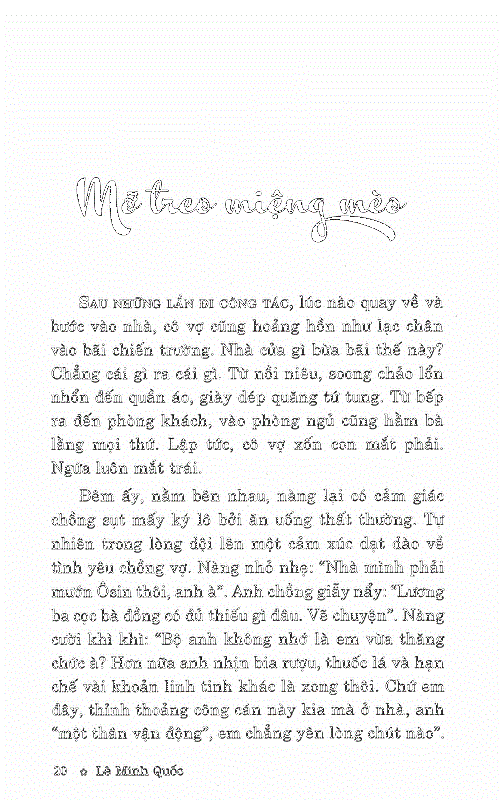 Mỡ treo miệng mèo
SAU NHỮNG LẦN ĐI CÔNG TÁC, lúc nào quay về và
bước vào nhà, cô vợ cũng hoảng hồn như lạc chân
vào bãi chiến trường. Nhà cửa gì bừa bãi thế này?
Chẳng cái gì ra cái gì. Từ nồi niêu, soong chảo lổn
nhổn đến quần áo, giày dép quăng tứ tung. Từ bếp
ra đến phòng khách, vào phòng ngủ cũng hằm bà
lằng mọi thứ. Lập tức, cô vợ xốn con mắt phải.
Ngứa luôn mắt trái.
Đêm ấy, nằm bên nhau, nàng lại có cảm giác
chồng sụt mấy ký lô bởi ăn uống thất thường. Tự
nhiên trong lòng dội lên một cảm xúc dạt dào về
tình yêu chồng vợ. Nàng nhỏ nhẹ: “Nhà mình phải
mướn Ôsin thôi, anh à”. Anh chồng giãy nẩy: “Lương
ba cọc bà đồng có đủ thiếu gì đâu. Vẽ chuyện”. Nàng
cười khì khì: “Bộ anh không nhớ là em vừa thăng
chức à? Hơn nữa anh nhịn bia rượu, thuốc lá và hạn
chế vài khoản linh tinh khác là xong thôi. Chứ em
đây, thỉnh thoảng công cán này kia mà ở nhà, anh
“một thân vận động”, em chẳng yên lòng chút nào”.
20 ✿ Lê Minh Quốc